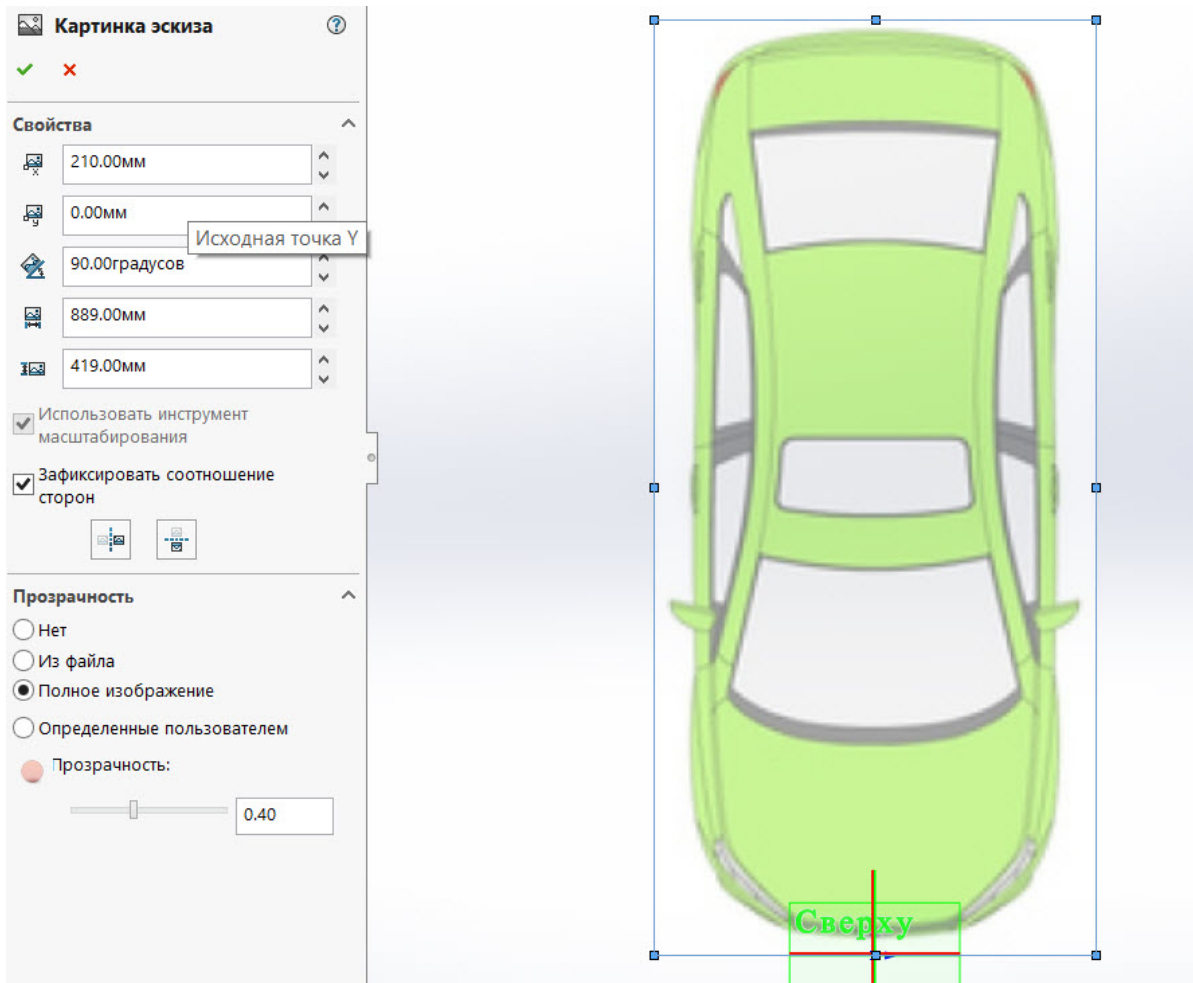 Картинка эскиза
Свойства
210.00мм
0.00мм
Исходная точка Y
90.00градусов
889.00мм
419.00мм
Использовать инструмент
масштабирования
Зафиксировать соотношение
сторон
Прозрачность
Нет
Из файла
Полное изображение
Определенные пользователем
Прозрачность:
0.40
Сверху